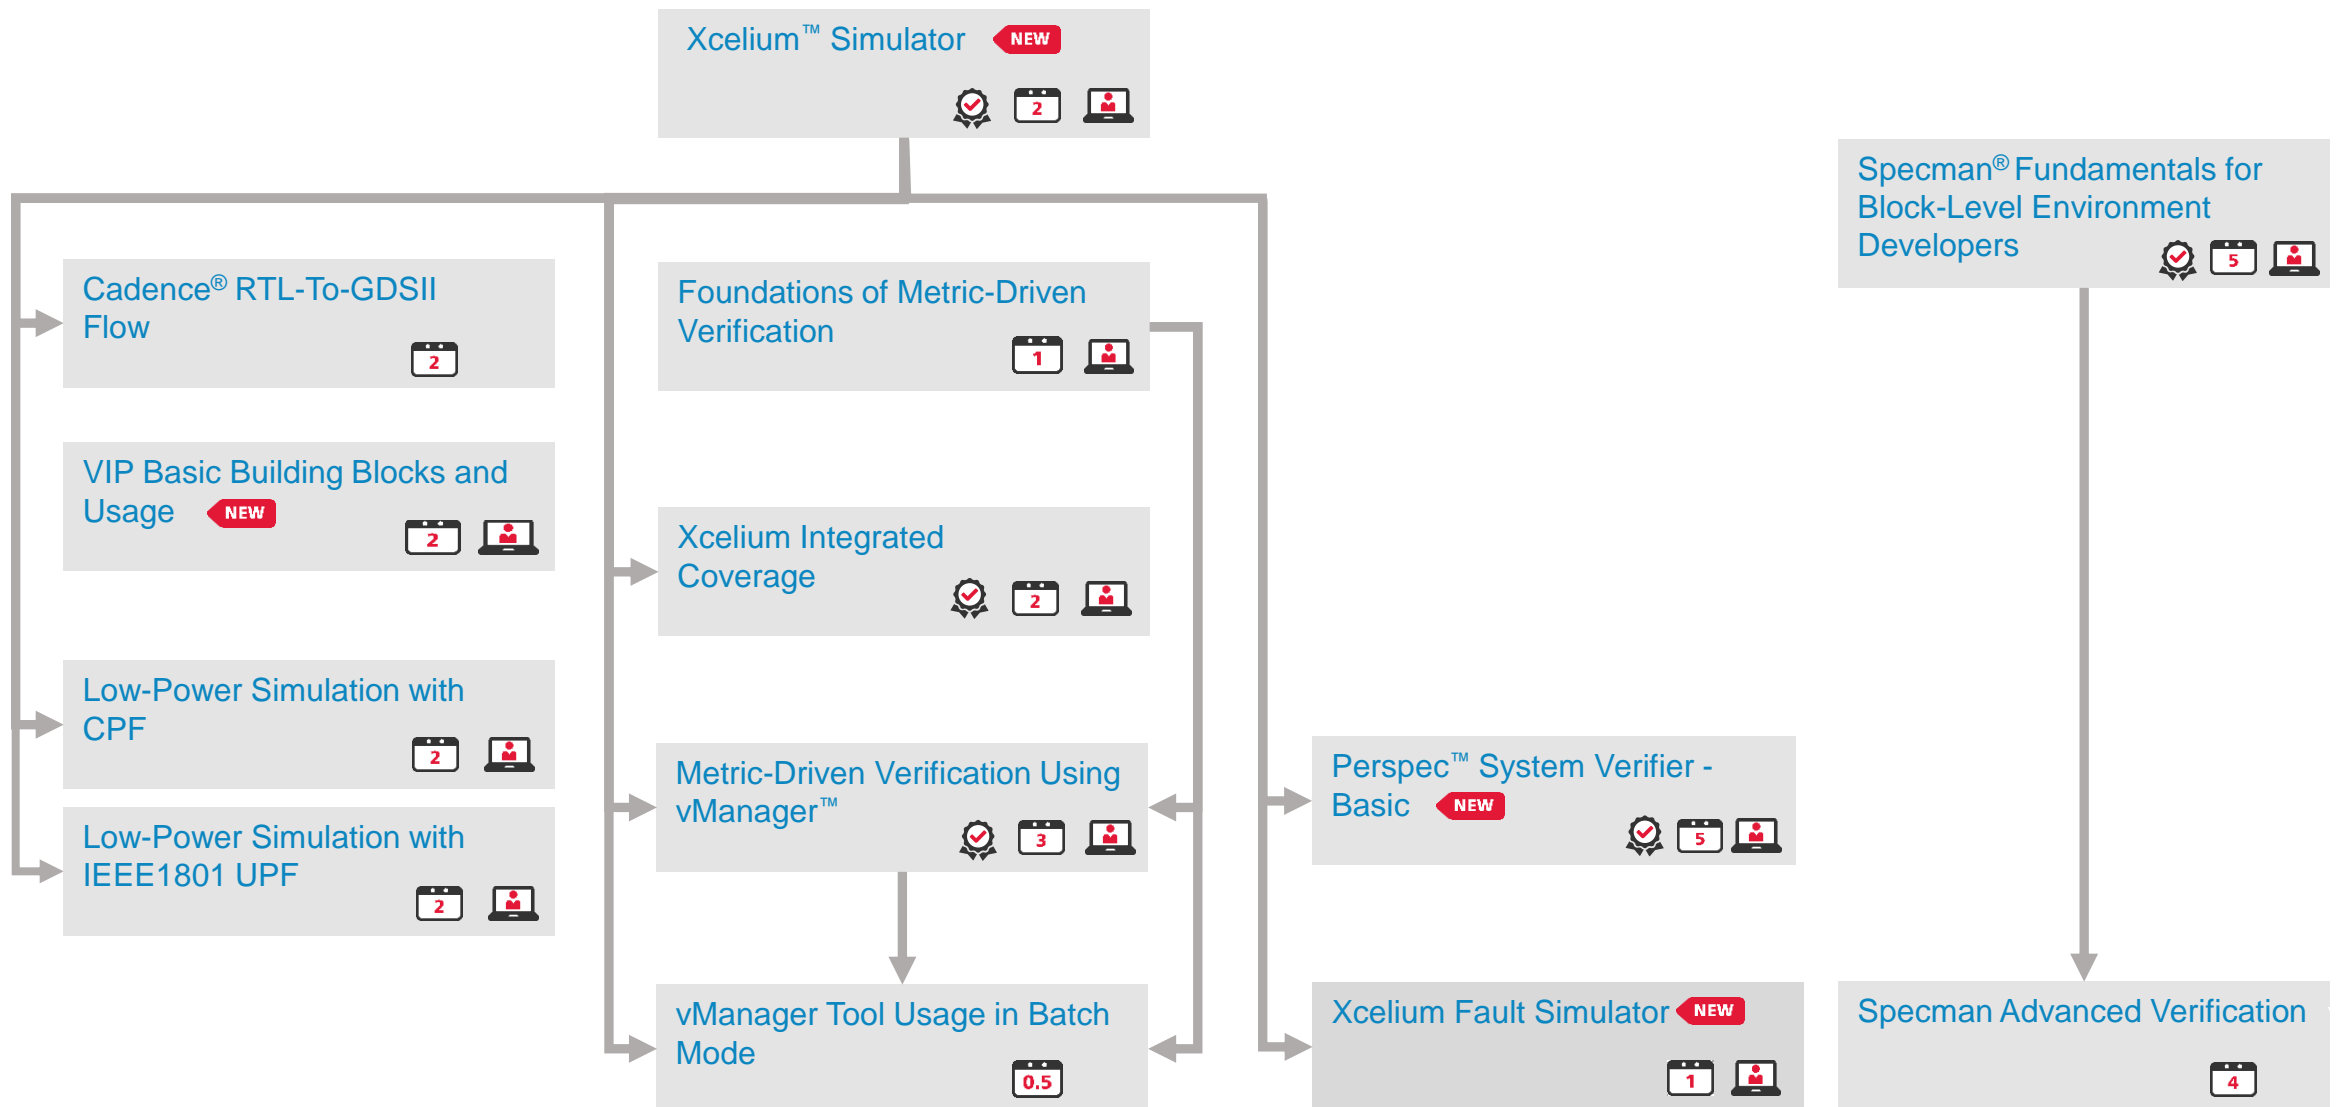 Xcelium™ Simulator NEW
2
Specman® Fundamentals for
Block-Level Environment
Developers
5
Cadence® RTL-To-GDSII
Flow
2
Foundations of Metric-Driven
Verification
1
VIP Basic Building Blocks and
Usage NEW
2
Xcelium Integrated
Coverage
2
Low-Power Simulation with
CPF
2
Metric-Driven Verification Using
vManager™
3
Perspec™ System Verifier -
Basic NEW
5
Low-Power Simulation with
IEEE1801 UPF
2
vManager Tool Usage in Batch
Mode
0.5
Xcelium Fault Simulator NEW
1
Specman Advanced Verification
4